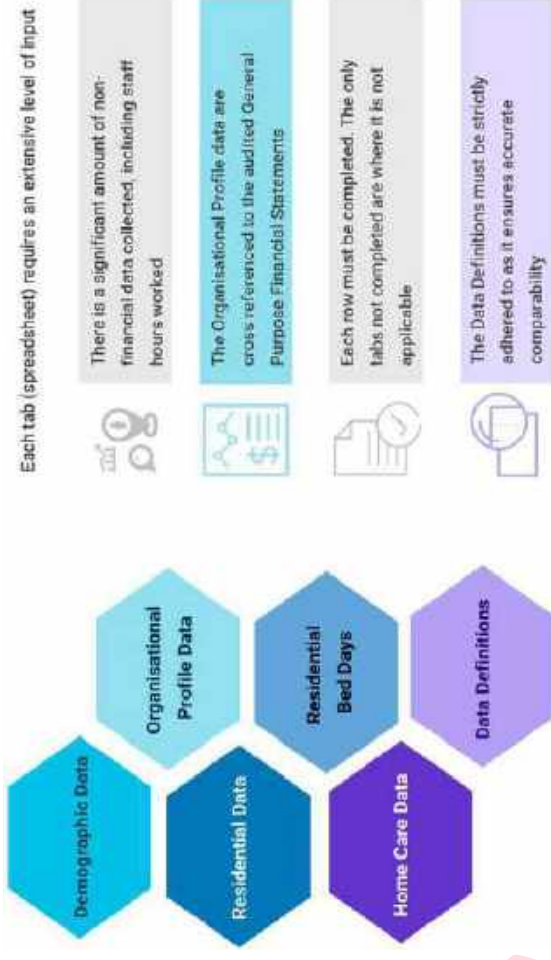 Each tab (spreadsheet) requires an extensive level of input
Demographic Data
Organisational
Profile Data
Residential Data
Residential
Bed Days
Home Care Data
Data Definitions
There is a significant amount of non-
financial data collected, including staff
hours worked
The Organisational Profile data are
cross referenced to the audited General
Purpose Financial Statements
Each row must be completed. The only
tabs not completed are where it is not
applicable
The Data Definitions must be strictly
adhered to as it ensures accurate
comparability